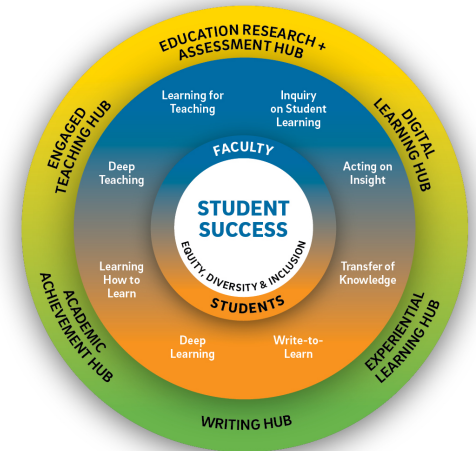 EDUCATION RESEARCH +
ASSESSMENT HUB
ENGAGED
TEACHING HUB
DIGITAL
LEARNING HUB
Learning for
Teaching
Inquiry
on Student
Learning
FACULTY
Deep
Teaching
Acting on
Insight
STUDENT
SUCCESS
EQUITY, DIVERSITY & INCLUSION
STUDENTS
Learning
How to
Learn
Transfer of
Knowledge
ACADEMIC
ACHIEVEMENT HUB
EXPERIENTIAL
LEARNING HUB
Deep
Learning
Write-to-
Learn
WRITING HUB